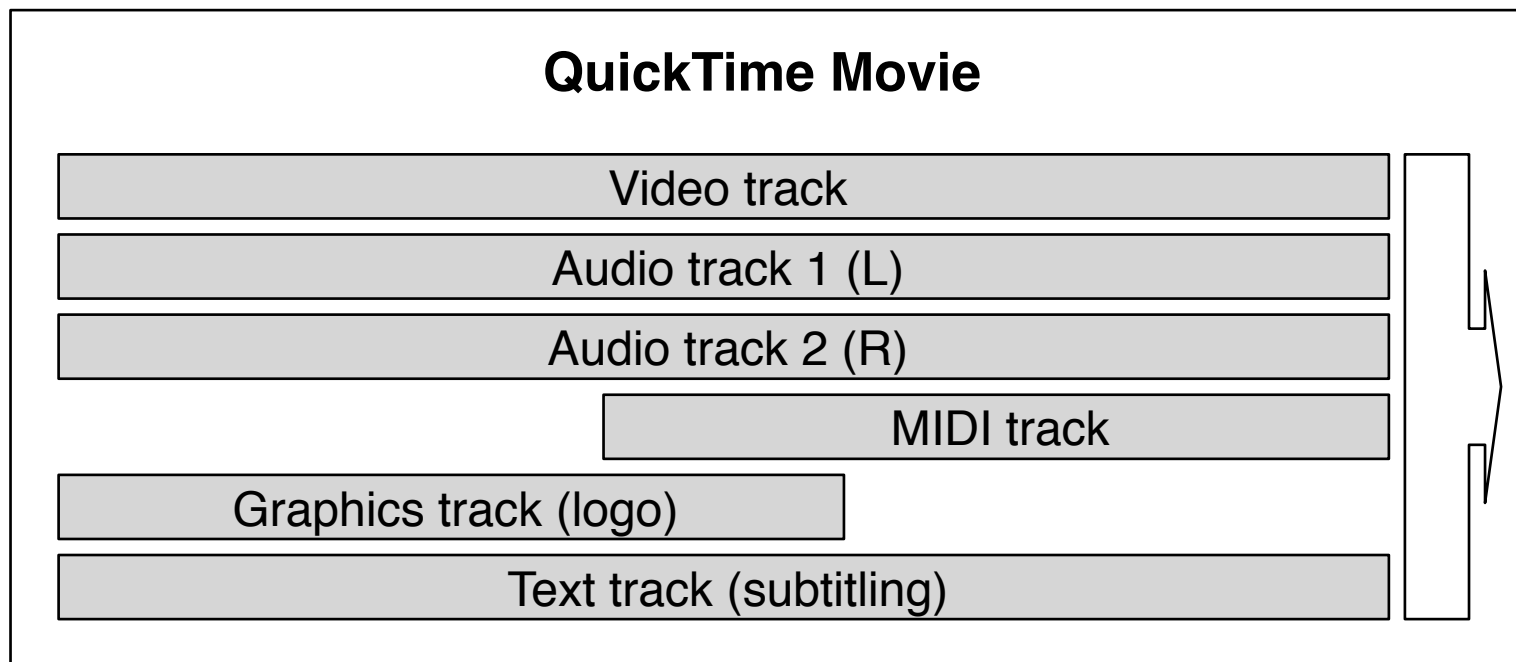 QuickTime Movie
Video track
Audio track 1 (L)
Audio track 2 (R)
MIDI track
Graphics track (logo)
Text track (subtitling)